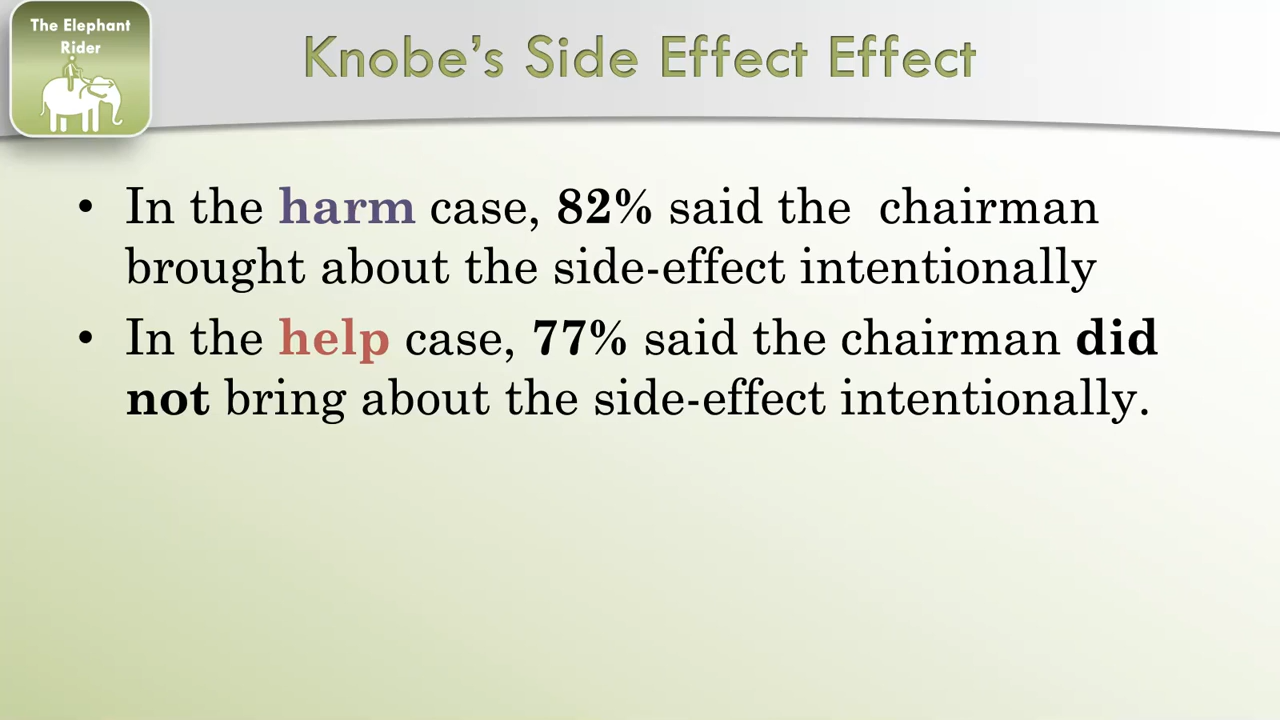 The Elephant
Rider
Knobe’s Side Effect Effect
• In the harm case, 82% said the  chairman
brought about the side-effect intentionally
• In the help case, 77% said the chairman did
not bring about the side-effect intentionally.